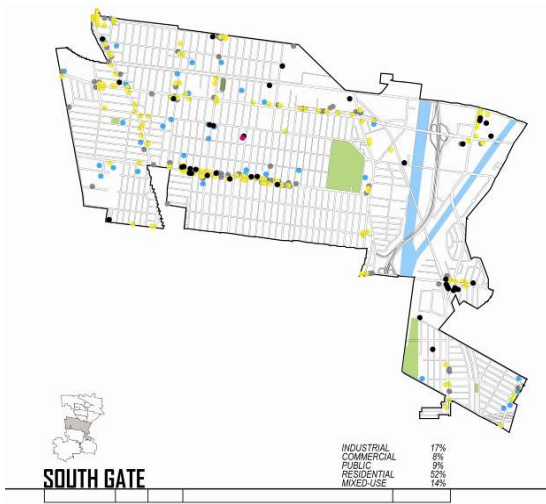 INDUSTRIAL 17%
COMMERCIAL 8%
PUBLIC 9%
RESIDENTIAL 52%
MIXED-USE 14%
SOUTH GATE